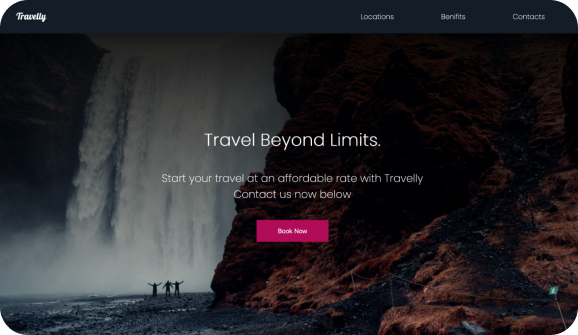 Travelly
Locations
Benifits
Contacts
Travel Beyond Limits.
Start your travel at an affordable rate with Travelly
Contact us now below
Book Now